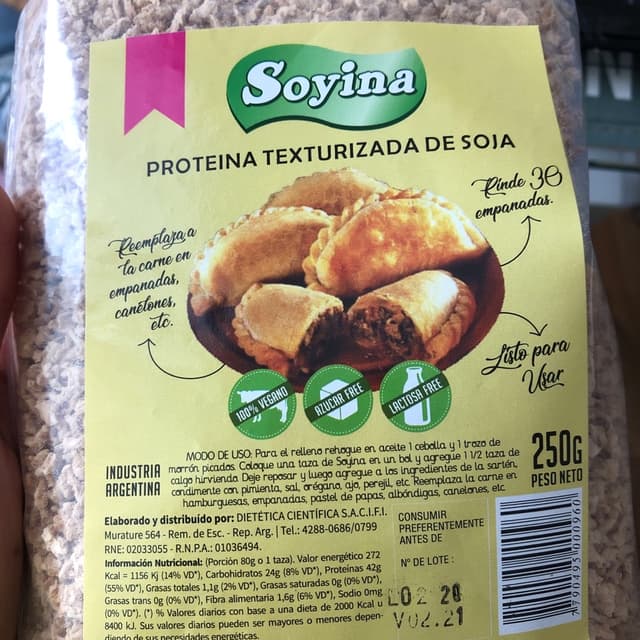 Soyina
PROTEINA TEXTURIZADA DE SOJA
Rinde 30
empanadas.
Reemplaza a
la carne en
empanadas,
canelones,
etc.
Listo para
Usar
100% VEGANO
AZUCAR FREE
LACTOSA FREE
INDUSTRIA
ARGENTINA
MODO DE USO: Para el relleno rehogue en aceite 1 cebolla y 1 trozo de
morrón picados. Coloque una taza de Soyina en un bol y agregue 1 1/2 taza de
calgo hirviendo. Deje reposar y luego agregue a los ingredientes de la sartén,
condimente con pimienta, sal, orégano, ajo, perejil, etc. Reemplaza la carne en
hamburguesas, empanadas, pastel de papas, albóndigas, canelones, etc
250G
PESO NETO
Elaborado y distribuido por: DIETÉTICA CIENTÍFICA S.A.C.I.F.I.
Murature 564 - Rem. de Esc. - Rep. Arg. | Tel.: 4288-0686/0799
RNE: 02033055 - R.N.P.A.: 01036494.
Información Nutricional: (Porción 80g o 1 taza). Valor energético 272
Kcal = 1156 Kj (14% VD*), Carbohidratos 24g (8% VD*), Proteínas 42g
(55% VD*), Grasas totales 1,1g (2% VD*), Grasas saturadas 0g (0% VD*),
Grasas trans 0g (0% VD*), Fibra alimentaria 1,6g (6% VD*), Sodio 0mg
(0% VD*). (*) % Valores diarios con base a una dieta de 2000 Kcal u
8400 kJ. Sus valores diarios pueden ser mayores o menores depen-
diendo de sus necesidades energéticas.
CONSUMIR
PREFERENTEMENTE
ANTES DE
N° DE LOTE:
L02 20
V02.21